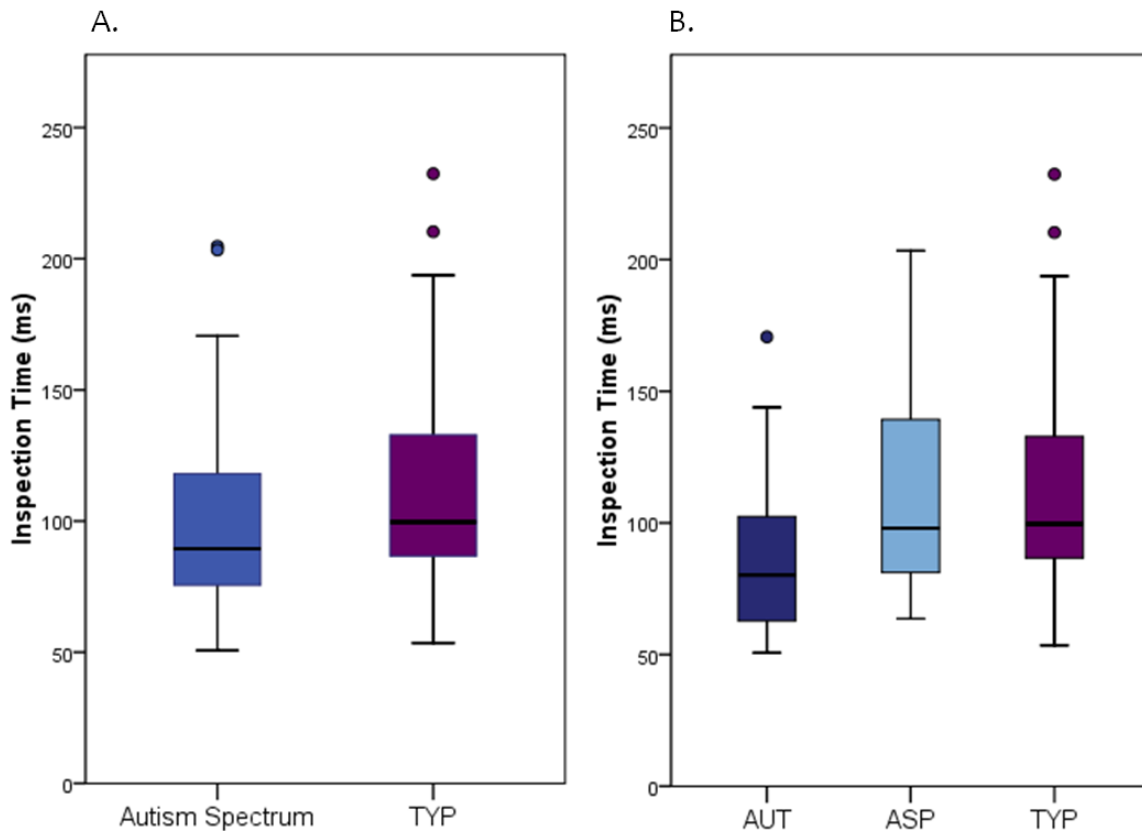 A.
Inspection Time (ms)
250
200
150
100
50
0
Autism Spectrum TYP
B.
Inspection Time (ms)
250
200
150
100
50
0
AUT ASP TYP